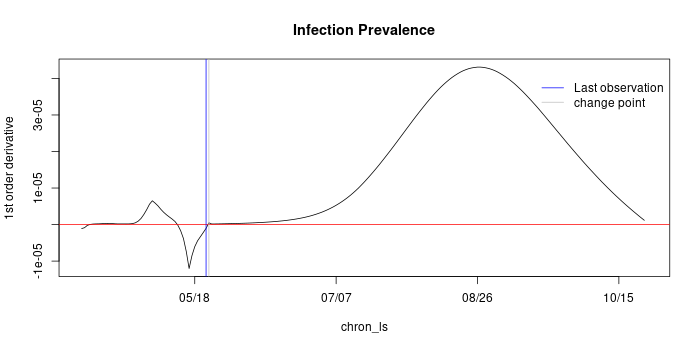 Infection Prevalence
1st order derivative
3e-05
1e-05
-1e-05
Last observation
change point
05/18
07/07
08/26
10/15
chron_ls